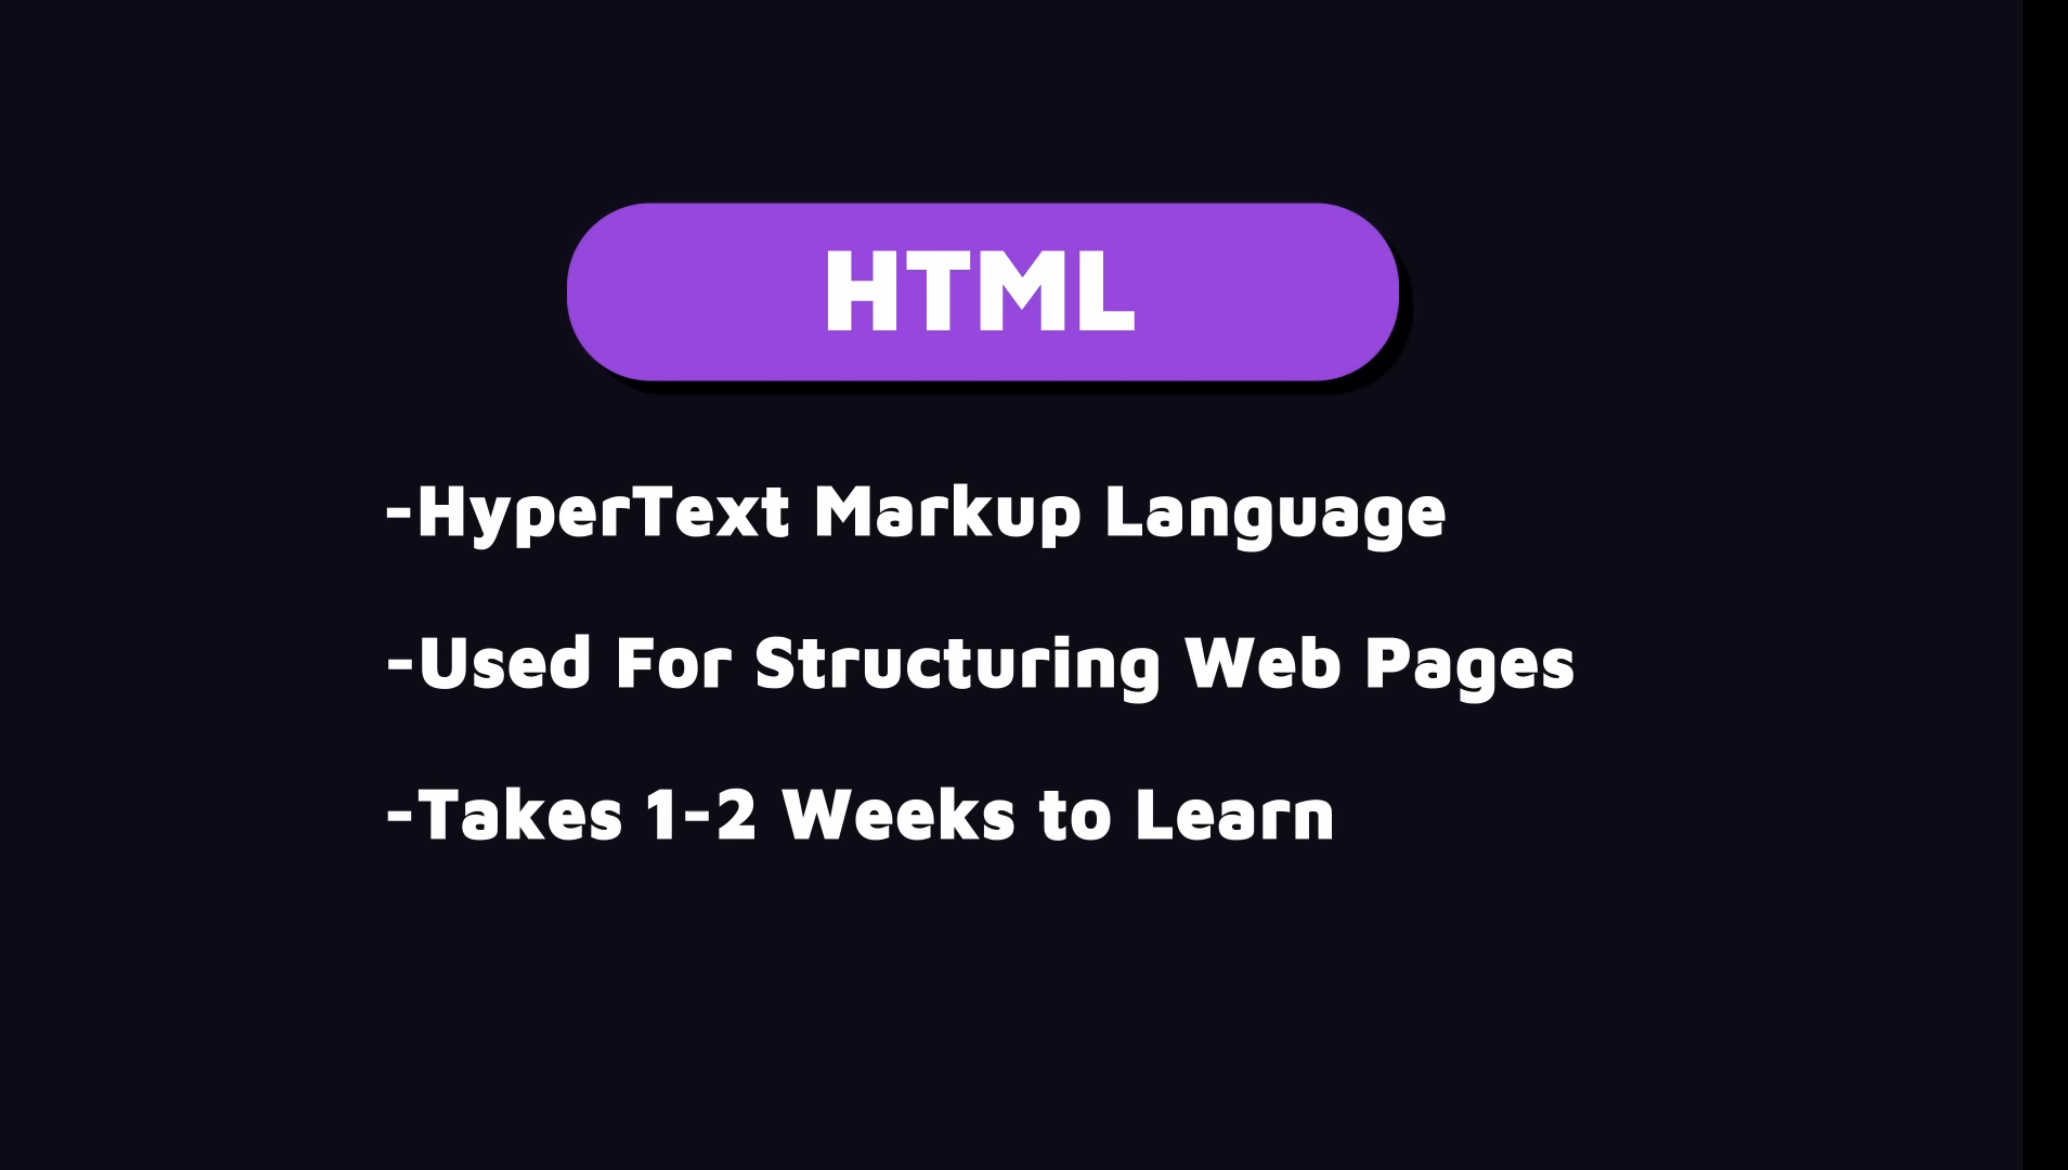 HTML
-HyperText Markup Language
-Used For Structuring Web Pages
-Takes 1-2 Weeks to Learn